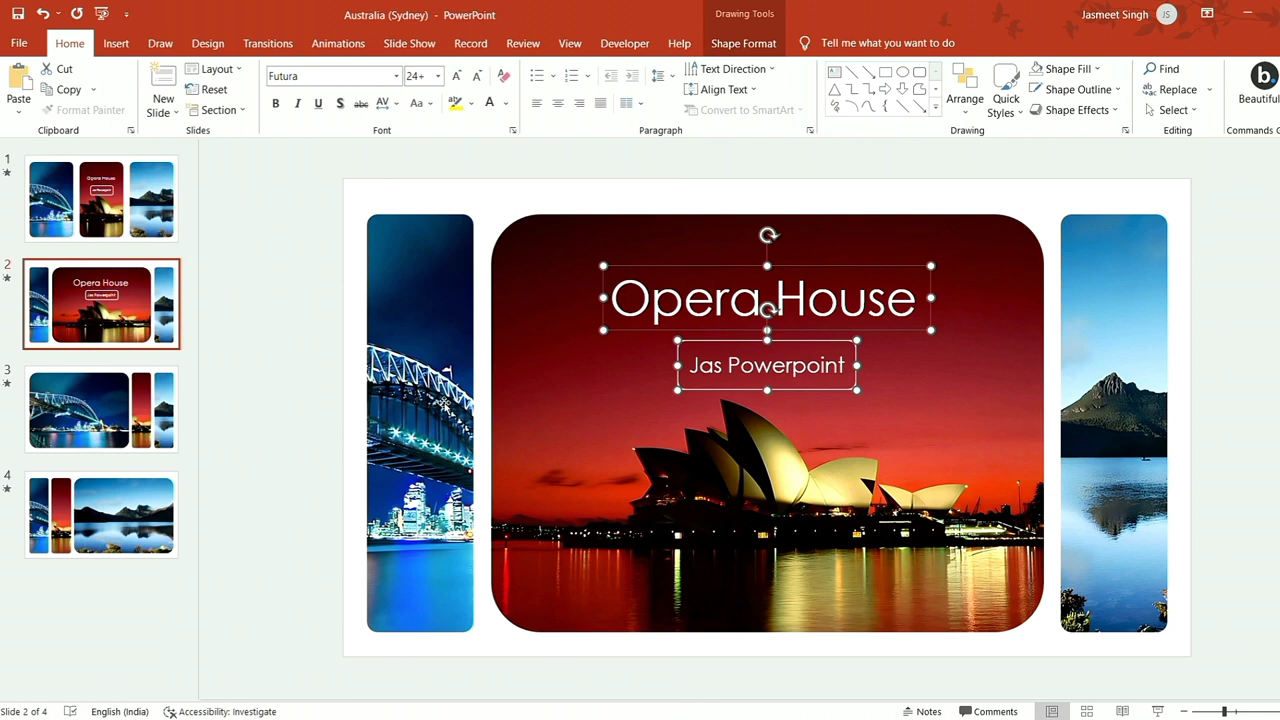 Australia (Sydney) - PowerPoint
Drawing Tools
Jasmeet Singh
JS
File
Home
Insert
Draw
Design
Transitions
Animations
Slide Show
Record
Review
View
Developer
Help
Shape Format
Tell me what you want to do
Paste
Cut
Copy
Format Painter
Clipboard
New
Slide
Layout
Reset
Section
Slides
Futura
24+
B I U S abc AV Aa A
Font
Text Direction
Align Text
Convert to SmartArt
Paragraph
Arrange
Quick
Styles
Shape Fill
Shape Outline
Shape Effects
Drawing
Find
Replace
Select
Editing
b.
Beautiful
Commands G
1
Opera House
Jas Powerpoint
2
Opera House
Jas Powerpoint
3
4
Opera House
Jas Powerpoint
Slide 2 of 4
English (India)
Accessibility: Investigate
Notes
Comments